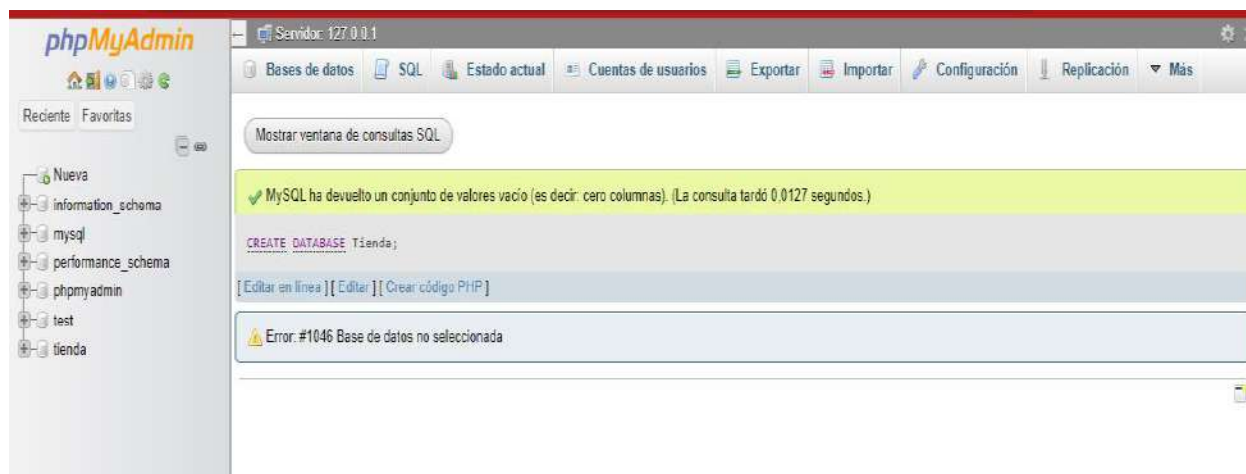 phpMyAdmin
Reciente Favoritas
Nueva
information_schema
mysql
performance_schema
phpmyadmin
test
tienda
Servidor: 127.0.0.1
Bases de datos SQL Estado actual Cuentas de usuarios Exportar Importar Configuración Replicación Más
Mostrar ventana de consultas SQL
MySQL ha devuelto un conjunto de valores vacío (es decir: cero columnas). (La consulta tardó 0,0127 segundos.)
CREATE DATABASE Tienda;
[ Editar en línea ] [ Editar ] [ Crear código PHP ]
Error: #1046 Base de datos no seleccionada